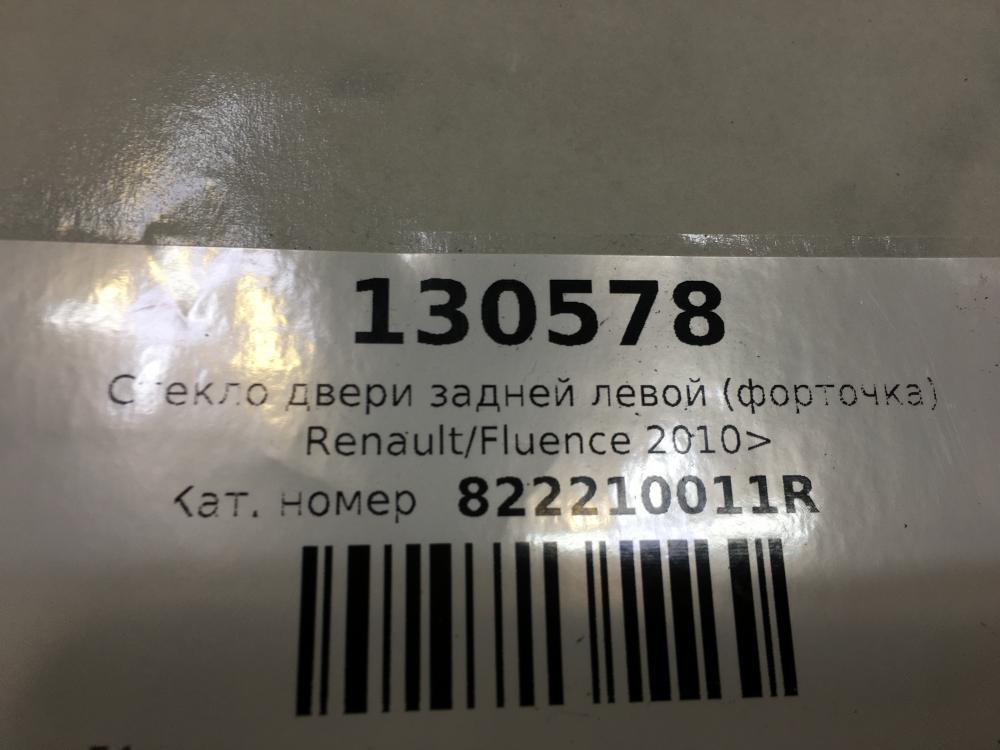 130578
Стекло двери задней левой (форточка)
Renault/Fluence 2010>
Кат. номер 822210011R